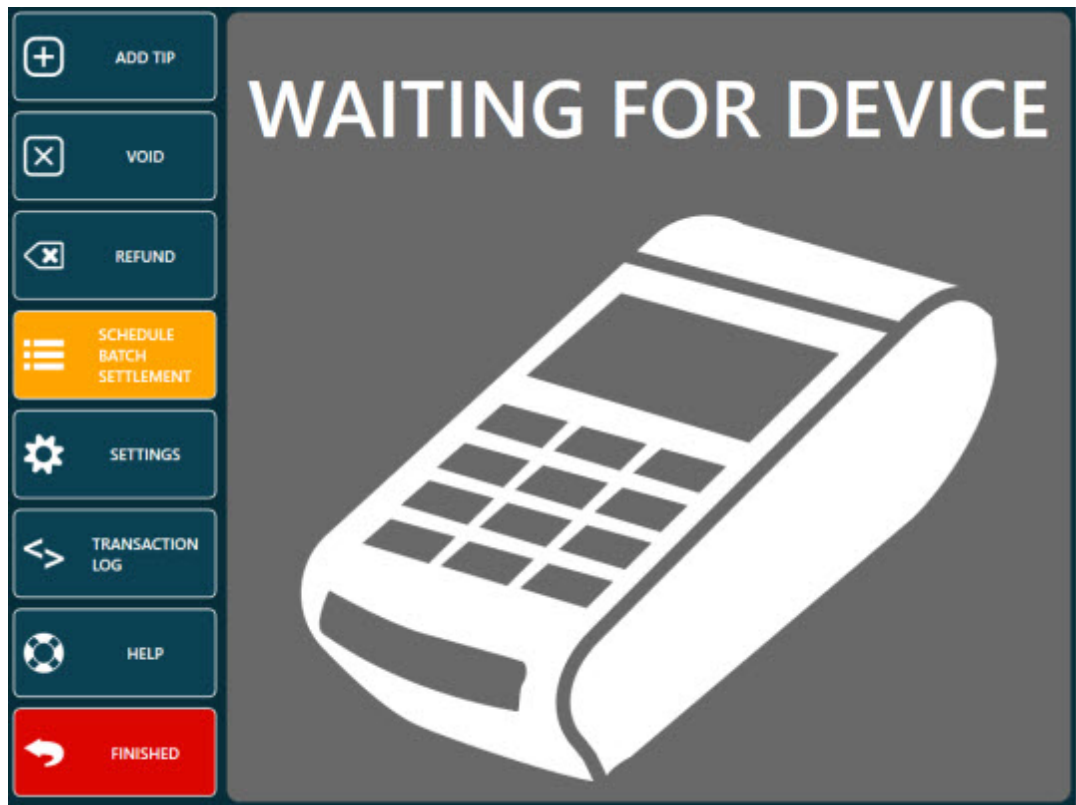 ADD TIP
WAITING FOR DEVICE
VOID
REFUND
SCHEDULE
BATCH
SETTLEMENT
SETTINGS
TRANSACTION
LOG
HELP
FINISHED